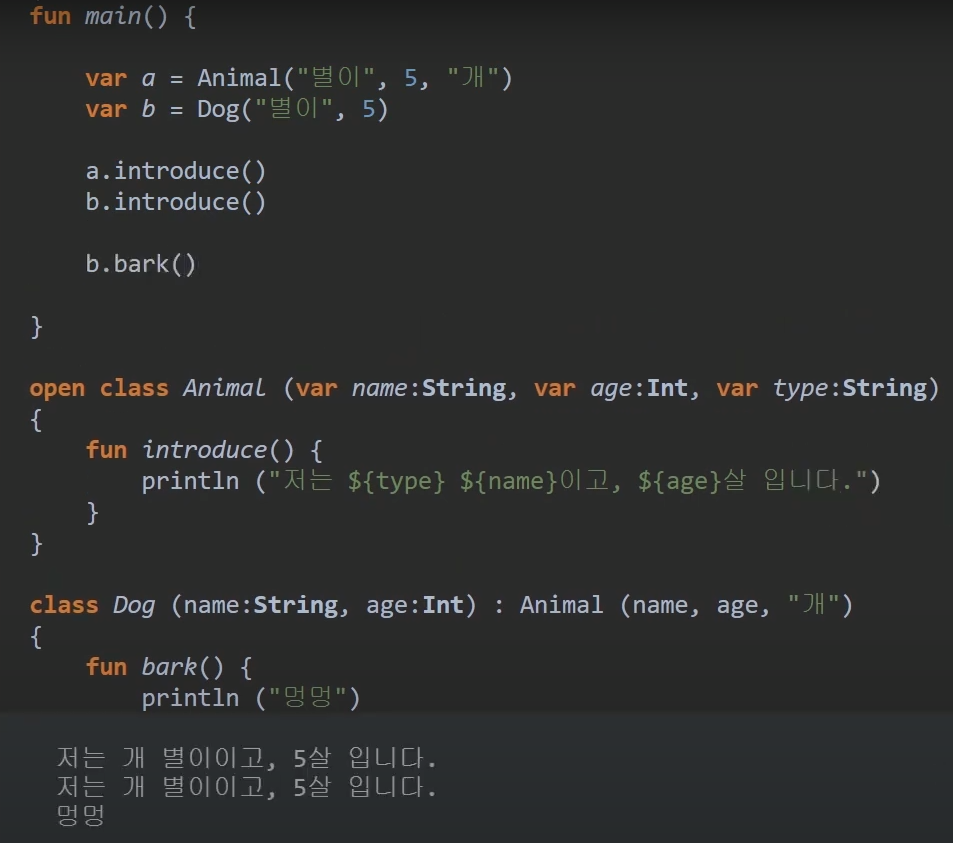 fun main() {
var a = Animal("별이", 5, "개")
var b = Dog("별이", 5)
a.introduce()
b.introduce()
b.bark()
}
open class Animal (var name:String, var age:Int, var type:String)
{
fun introduce() {
println ("저는 ${type} ${name}이고, ${age}살 입니다.")
}
}
class Dog (name:String, age:Int) : Animal (name, age, "개")
{
fun bark() {
println ("멍멍")
저는 개 별이이고, 5살 입니다.
저는 개 별이이고, 5살 입니다.
멍멍